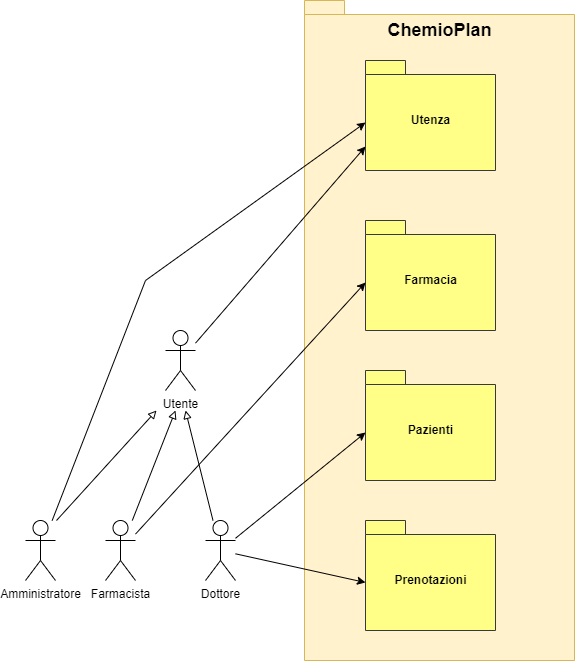 ChemioPlan
Utenza
Farmacia
Utente
Pazienti
Prenotazioni
Amministratore
Farmacista
Dottore